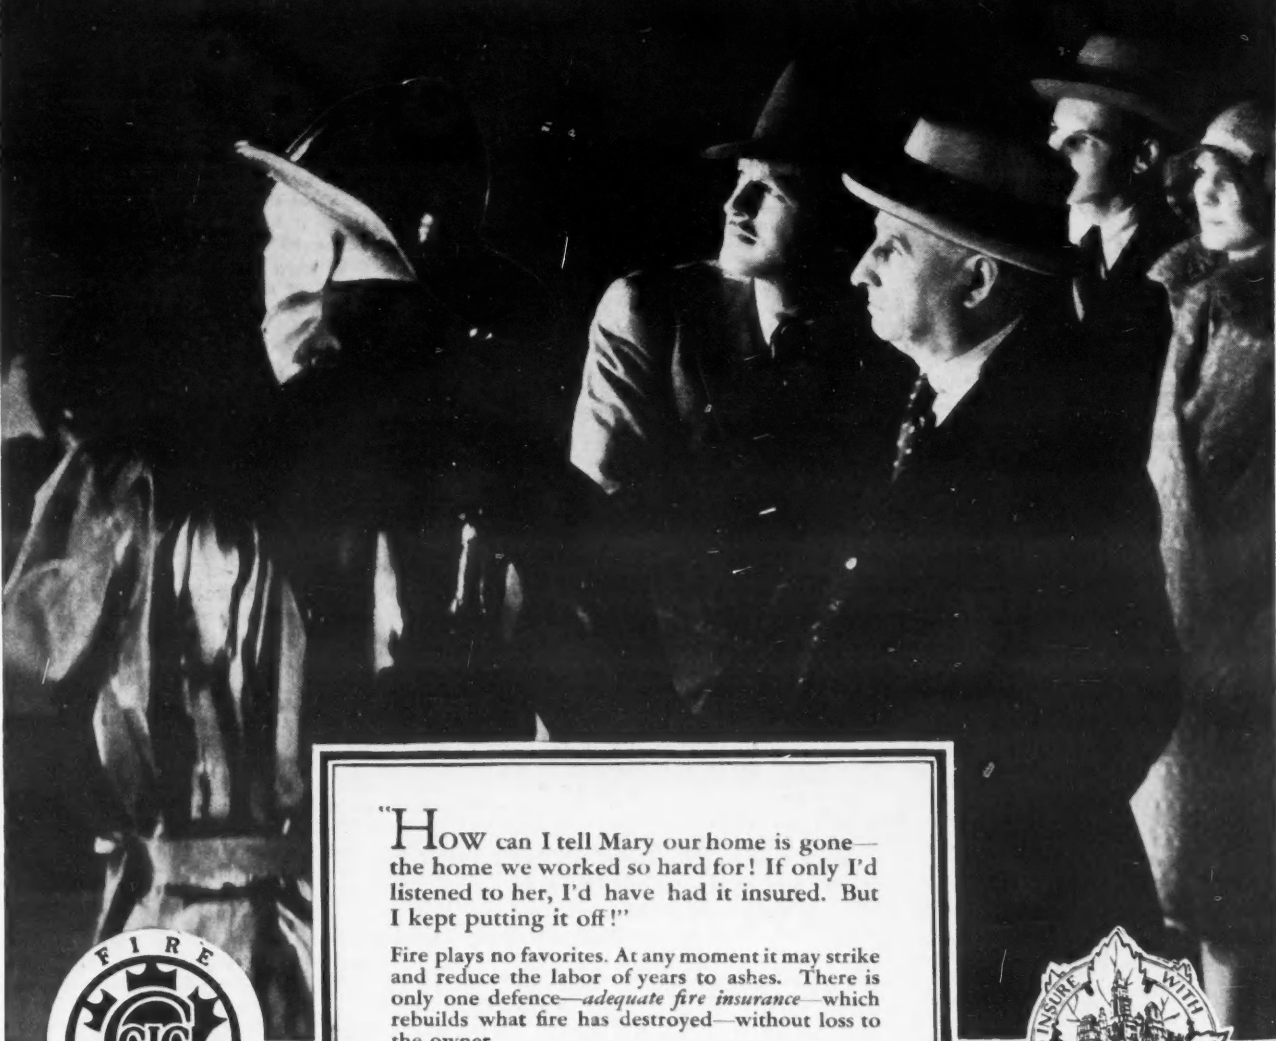 "HOW can I tell Mary our home is gone—
the home we worked so hard for! If only I'd
listened to her, I'd have had it insured. But
I kept putting it off!"
Fire plays no favorites. At any moment it may strike
and reduce the labor of years to ashes. There is
only one defence—adequate fire insurance—which
rebuilds what fire has destroyed—without loss to
the owner.
FIRE
CIC
INSURE WITH